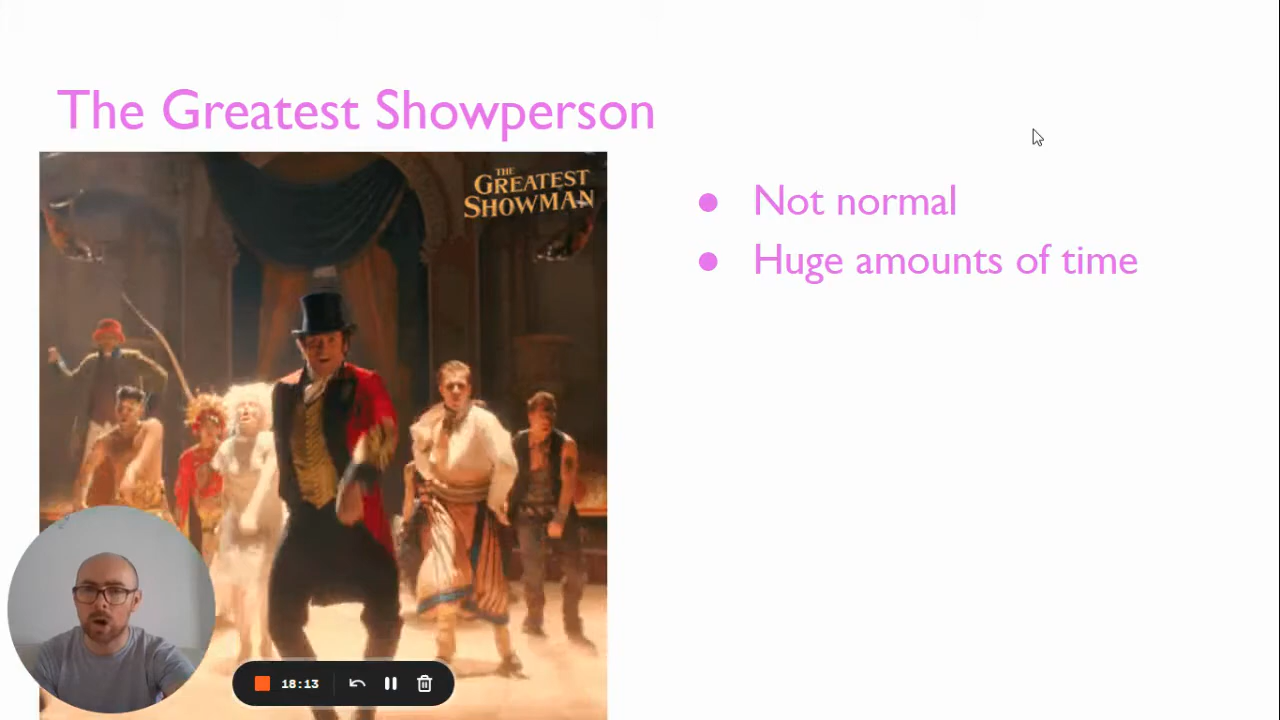 The Greatest Showperson
THE
GREATEST
SHOWMAN
Not normal
Huge amounts of time
18:13